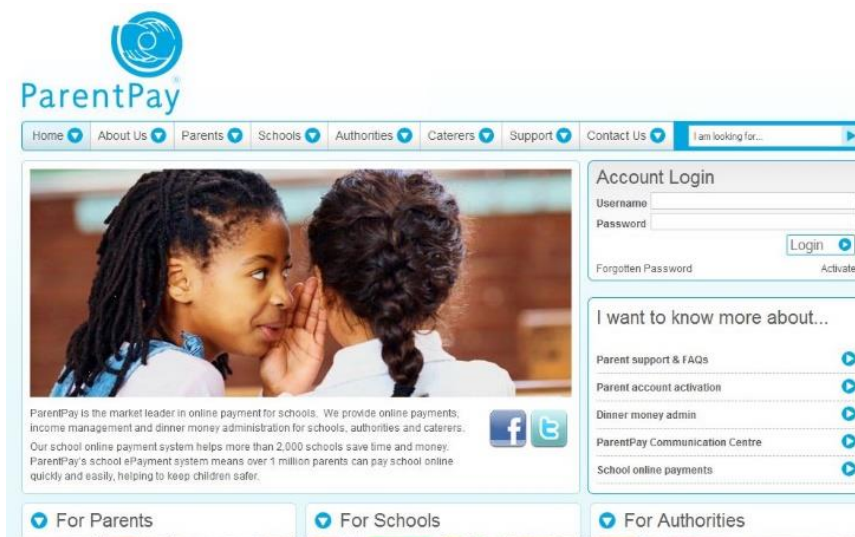 ParentPay
Home
About Us
Parents
Schools
Authorities
Caterers
Support
Contact Us
I am looking for...
Account Login
Username
Password
Login
Forgotten Password
Activate
I want to know more about...
Parent support & FAQs
Parent account activation
Dinner money admin
ParentPay Communication Centre
School online payments
ParentPay is the market leader in online payment for schools. We provide online payments,
income management and dinner money administration for schools, authorities and caterers.
Our school online payment system helps more than 2,000 schools save time and money.
ParentPay's school ePayment system means over 1 million parents can pay school online
quickly and easily, helping to keep children safer.
f
t
For Parents
For Schools
For Authorities